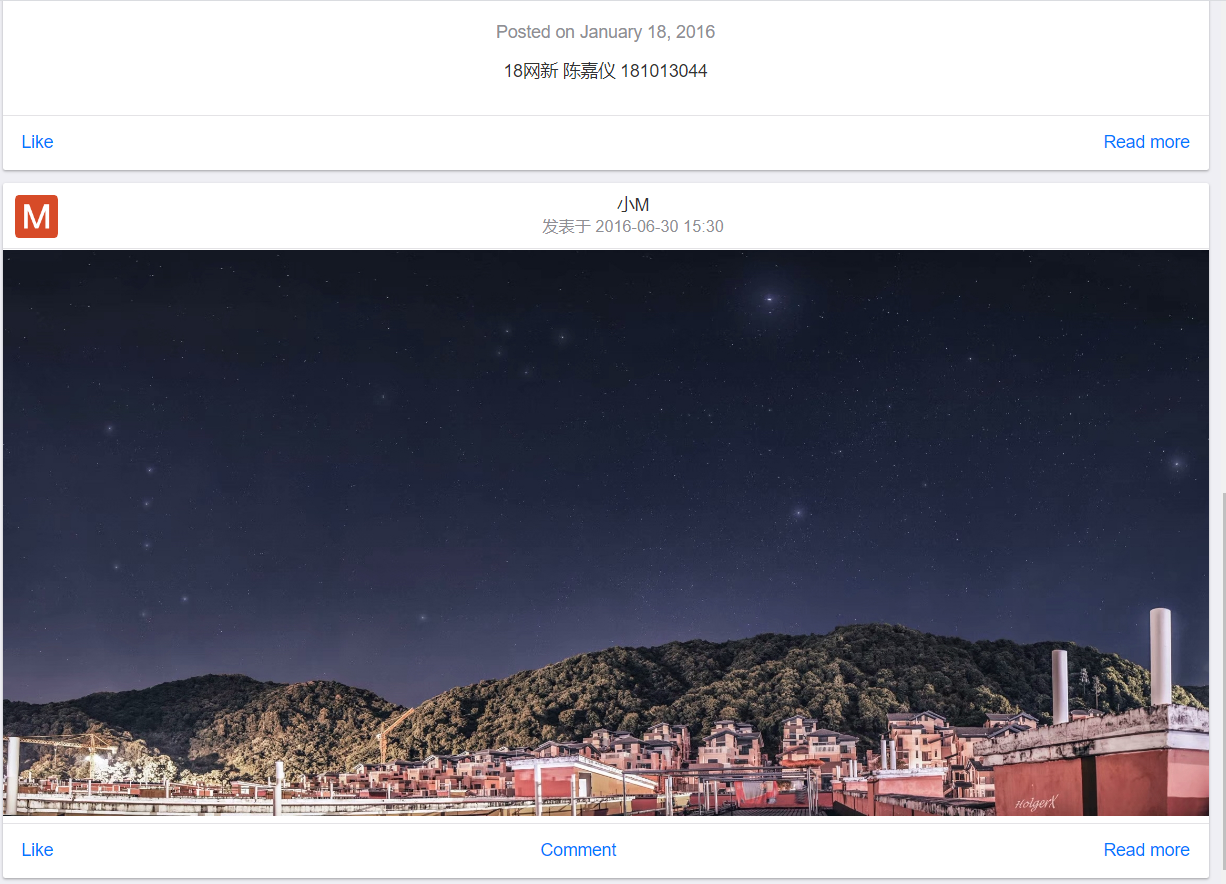 Posted on January 18, 2016
18网新 陈嘉仪 181013044
Like Read more
M
小M
发表于 2016-06-30 15:30
HolgerX
Like Comment Read more